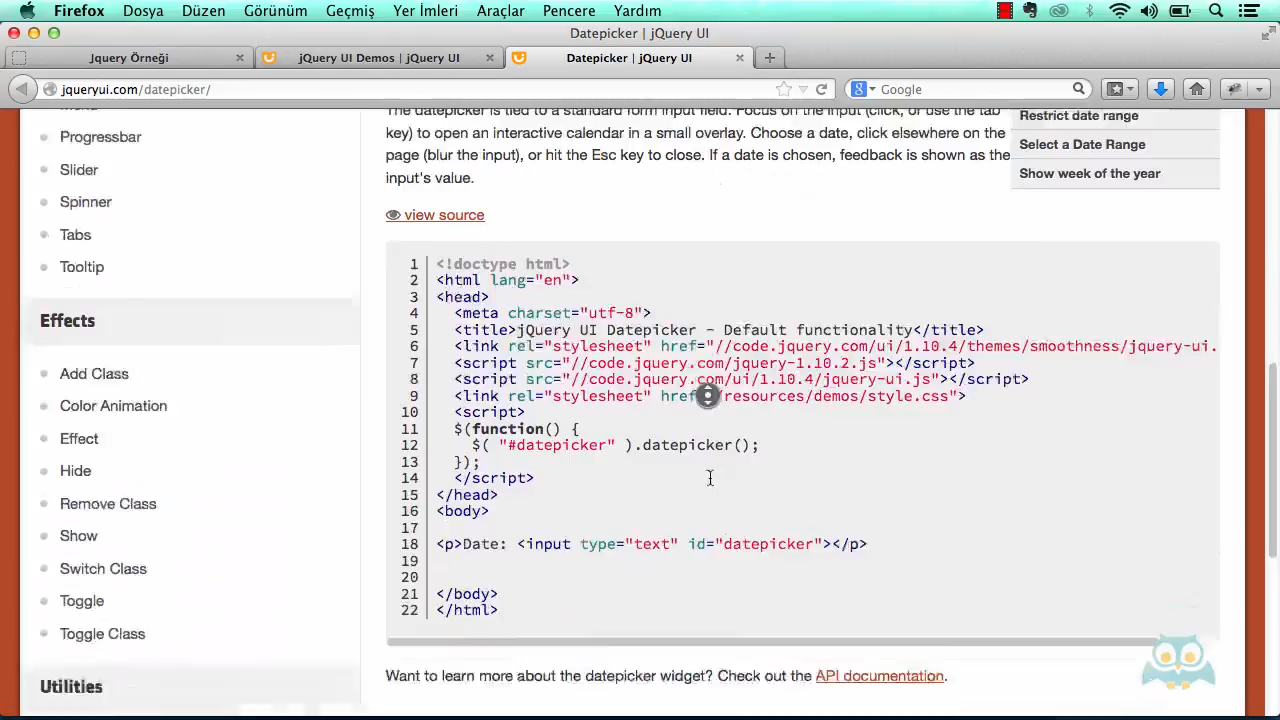 Firefox Dosya Düzen Görünüm Geçmiş Yer İmleri Araçlar Pencere Yardım
Datepicker | jQuery UI
Jquery Örneği
jQuery UI Demos | jQuery UI
Datepicker | jQuery UI
jqueryui.com/datepicker/
Google
Progressbar
Slider
Spinner
Tabs
Tooltip
Effects
Add Class
Color Animation
Effect
Hide
Remove Class
Show
Switch Class
Toggle
Toggle Class
Utilities
The datepicker is tied to a standard form input field. Focus on the input (click, or use the tab
key) to open an interactive calendar in a small overlay. Choose a date, click elsewhere on the
page (blur the input), or hit the Esc key to close. If a date is chosen, feedback is shown as the
input's value.
Restrict date range
Select a Date Range
Show week of the year
view source
1 <!doctype html>
2 <html lang="en">
3 <head>
4 <meta charset="utf-8">
5 <title>jQuery UI Datepicker - Default functionality</title>
6 <link rel="stylesheet" href="//code.jquery.com/ui/1.10.4/themes/smoothness/jquery-ui.
7 <script src="//code.jquery.com/jquery-1.10.2.js"></script>
8 <script src="//code.jquery.com/ui/1.10.4/jquery-ui.js"></script>
9 <link rel="stylesheet" href /resources/demos/style.css">
10 <script>
11 $(function() {
12 $( "#datepicker" ).datepicker();
13 });
14 </script>
15 </head>
16 <body>
17
18 <p>Date: <input type="text" id="datepicker"></p>
19
20
21 </body>
22 </html>
Want to learn more about the datepicker widget? Check out the API documentation.